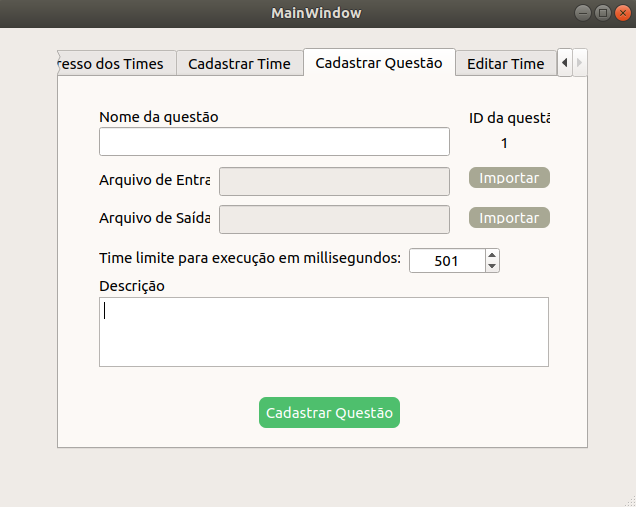 MainWindow
resso dos Times Cadastrar Time Cadastrar Questão Editar Time
Nome da questão ID da questã
1
Arquivo de Entra Importar
Arquivo de Saída Importar
Time limite para execução em millisegundos: 501
Descrição
Cadastrar Questão